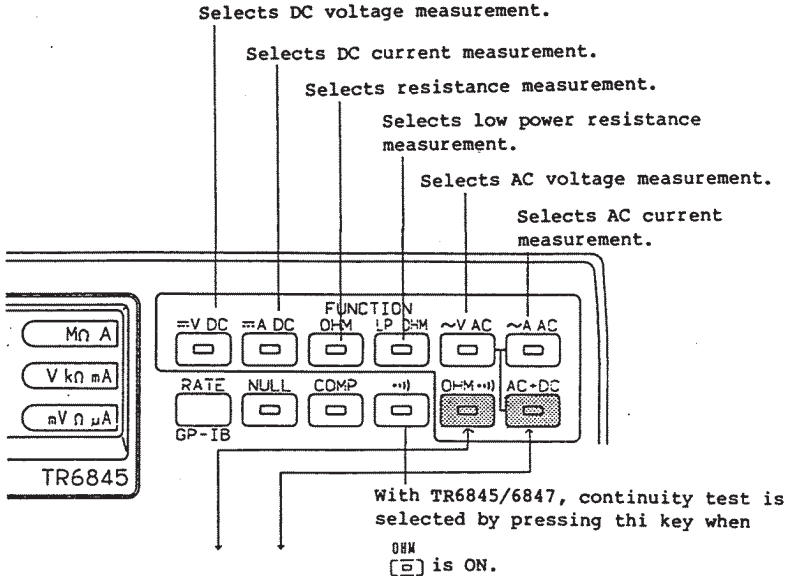 Selects DC voltage measurement.
Selects DC current measurement.
Selects resistance measurement.
Selects low power resistance
measurement.
Selects AC voltage measurement.
Selects AC current
measurement.
FUNCTION
⎓V DC ⎓A DC OHM LP OHM ~V AC ~A AC
MΩ A
V kΩ mA
mV Ω μA
RATE NULL COMP •))) OHM•))) AC+DC
GP-IB
TR6845
With TR6845/6847, continuity test is
selected by pressing thi key when
OHM
is ON.